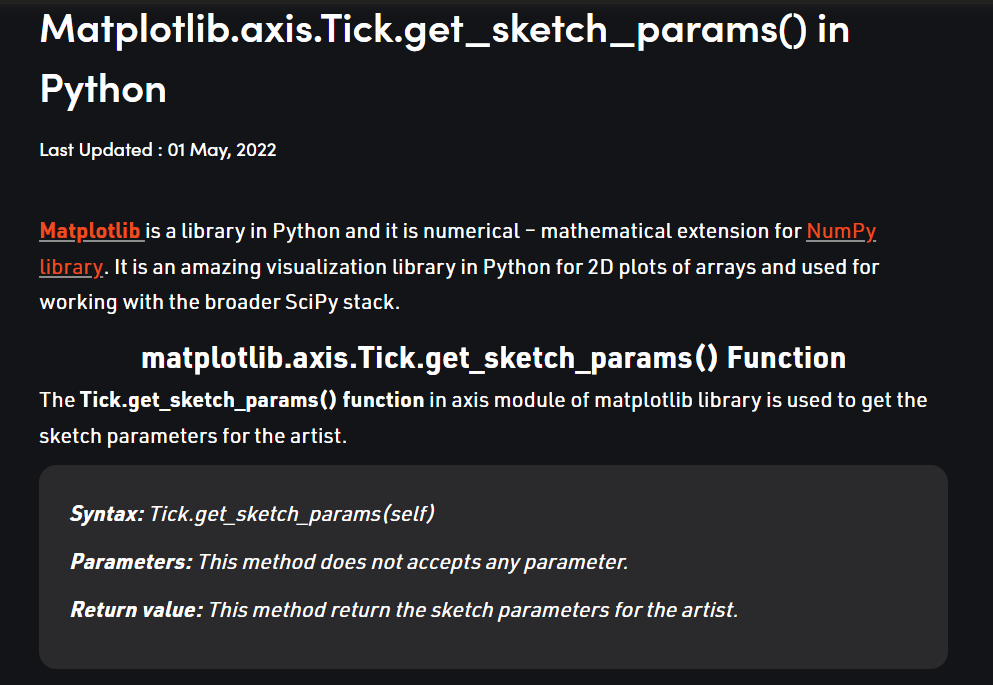 Matplotlib.axis.Tick.get_sketch_params() in
Python
Last Updated : 01 May, 2022
Matplotlib is a library in Python and it is numerical – mathematical extension for NumPy
library. It is an amazing visualization library in Python for 2D plots of arrays and used for
working with the broader SciPy stack.
matplotlib.axis.Tick.get_sketch_params() Function
The Tick.get_sketch_params() function in axis module of matplotlib library is used to get the
sketch parameters for the artist.
Syntax: Tick.get_sketch_params(self)
Parameters: This method does not accepts any parameter.
Return value: This method return the sketch parameters for the artist.